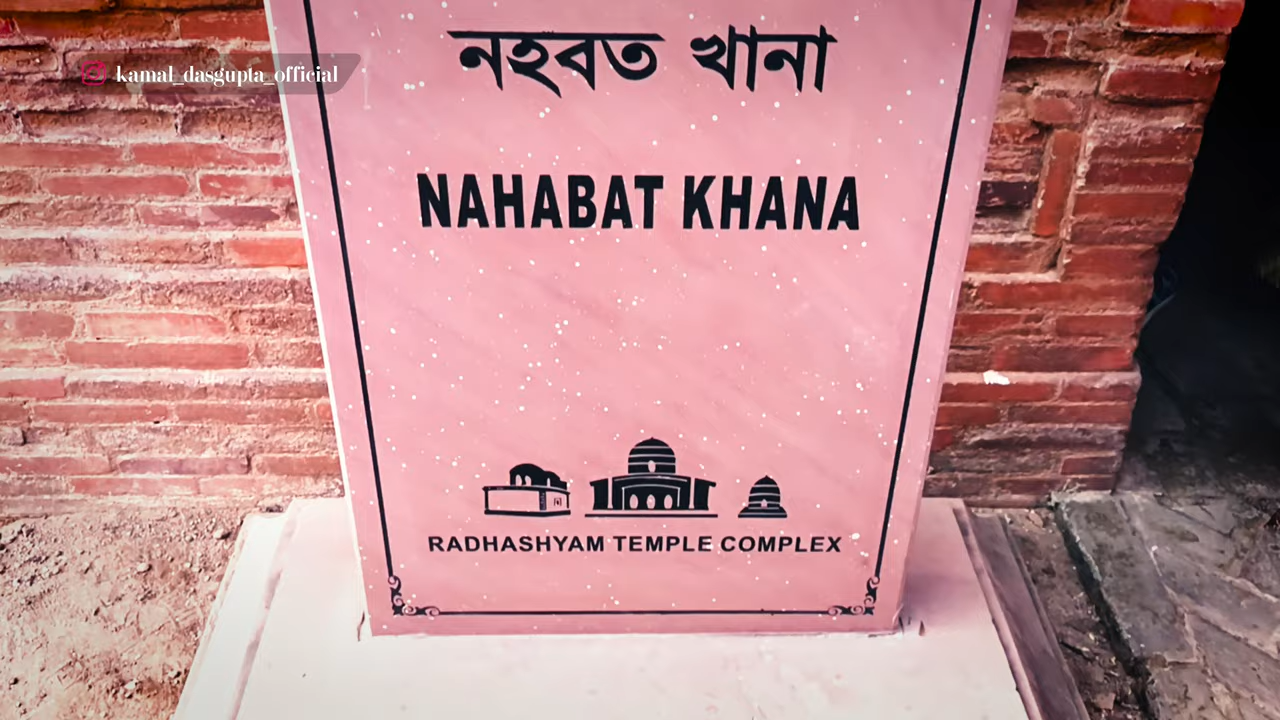 kamal_dasgupta_official
নহবত খানা
NAHABAT KHANA
RADHASHYAM TEMPLE COMPLEX